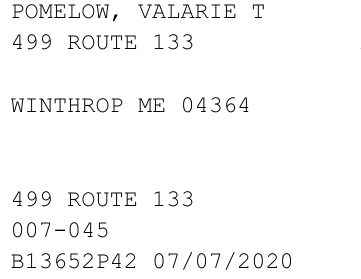 POMELOW, VALARIE T
499 ROUTE 133
WINTHROP ME 04364
499 ROUTE 133
007-045
B13652P42 07/07/2020